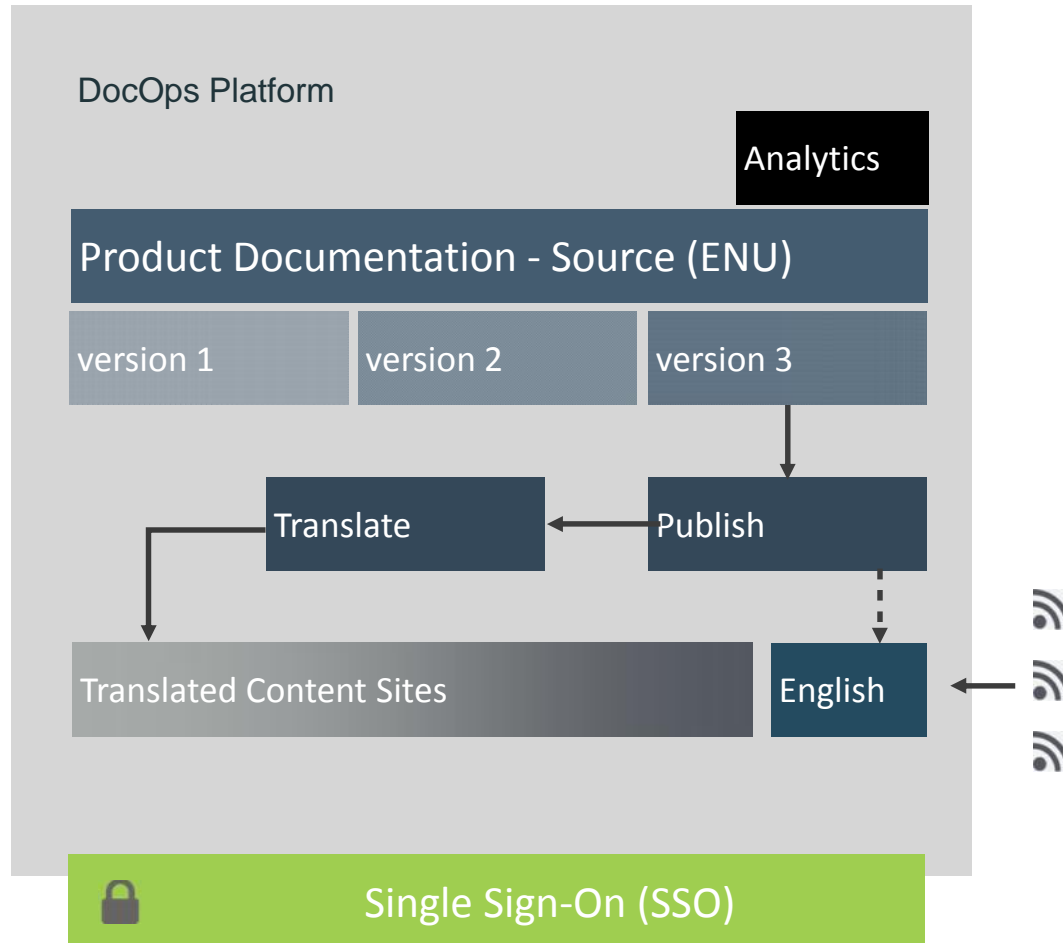 DocOps Platform
Analytics
Product Documentation - Source (ENU)
version 1
version 2
version 3
Translate
Publish
Translated Content Sites
English
Single Sign-On (SSO)